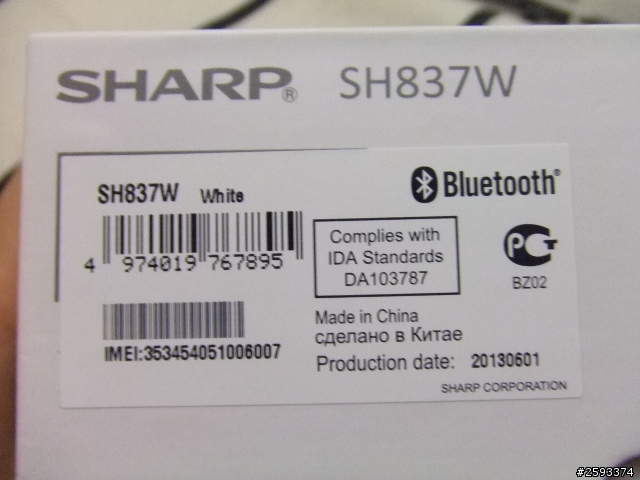 SHARP® SH837W
SH837W White
Bluetooth®
4 974019 767895
Complies with
IDA Standards
DA103787
BZ02
IMEI:353454051006007
Made in China
сделано в Китае
Production date: 20130601
SHARP CORPORATION
#2593374